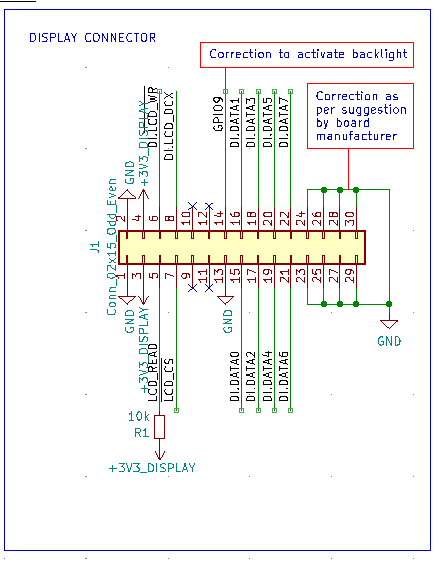 DISPLAY CONNECTOR
Correction to activate backlight
Correction as
per suggestion
by board
manufacturer
DI.LCD_WR
DI.LCD_DCX
GPIO9
DI.DATA1
DI.DATA3
DI.DATA5
DI.DATA7
GND
+3V3_DISPLAY
2
4
6
8
10
12
14
16
18
20
22
24
26
28
30
J1
Conn_02x15_Odd_Even
1
3
5
7
9
11
13
15
17
19
21
23
25
27
29
GND
+3V3_DISPLAY
LCD_READ
LCD_CS
GND
DI.DATA0
DI.DATA2
DI.DATA4
DI.DATA6
GND
10k
R1
+3V3_DISPLAY